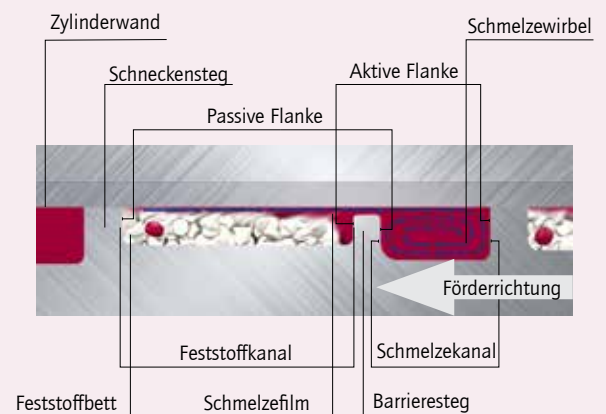 Zylinderwand
Schmelzewirbel
Schneckensteg
Aktive Flanke
Passive Flanke
Förderrichtung
Feststoffkanal
Schmelzekanal
Feststoffbett
Schmelzefilm
Barrieresteg